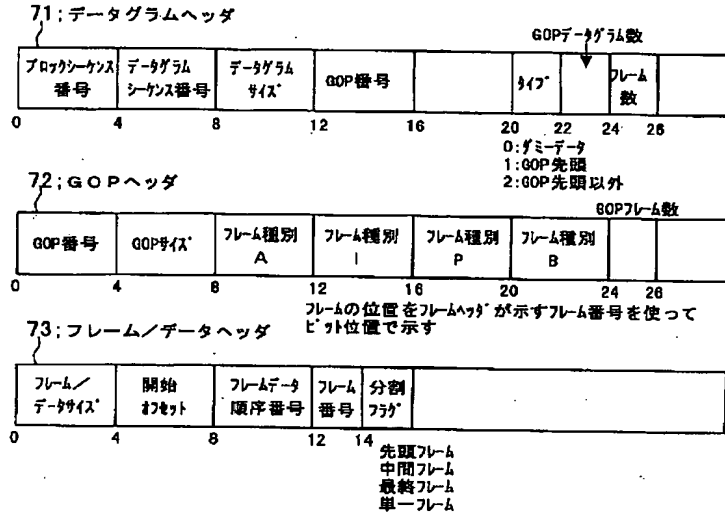 71;データグラムヘッダ
GOPデータグラム数
ブロックシーケンス番号
データグラムシーケンス番号
データグラムサイズ
GOP番号
タイプ
フレーム数
0 4 8 12 16 20 22 24 26
0:ダミーデータ
1:GOP先頭
2:GOP先頭以外
72;GOPヘッダ
GOPフレーム数
GOP番号
GOPサイズ
フレーム種別A
フレーム種別I
フレーム種別P
フレーム種別B
0 4 8 12 16 20 24 26
フレームの位置をフレームヘッダが示すフレーム番号を使って
ビット位置で示す
73;フレーム/データヘッダ
フレーム/データサイズ
開始オフセット
フレームデータ順序番号
フレーム番号
分割フラグ
0 4 8 12 14
先頭フレーム
中間フレーム
最終フレーム
単一フレーム